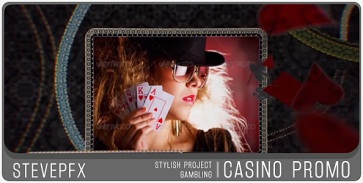 STEVEPFX
STYLISH PROJECT
GAMBLING
CASINO PROMO